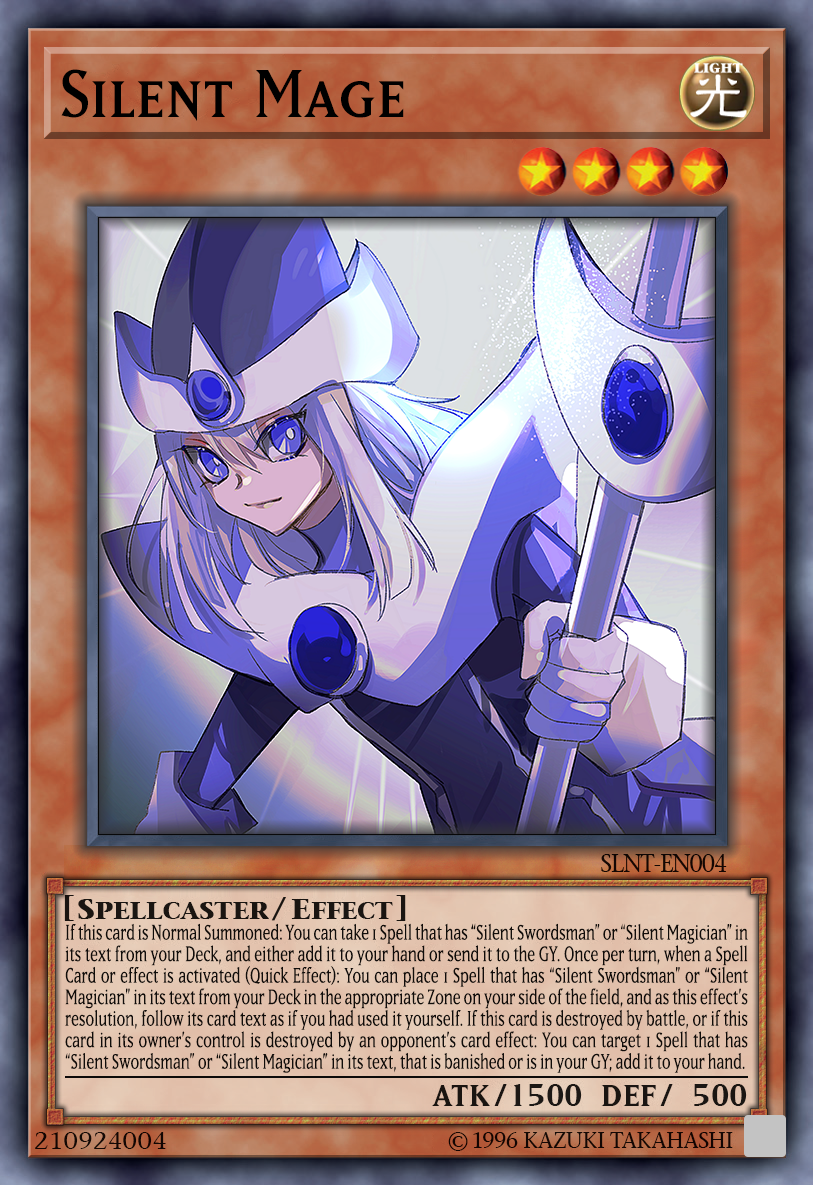 Silent Mage
LIGHT
光
SLNT-EN004
[Spellcaster/ Effect]
If this card is Normal Summoned: You can take 1 Spell that has “Silent Swordsman” or “Silent Magician” in
its text from your Deck, and either add it to your hand or send it to the GY. Once per turn, when a Spell
Card or effect is activated (Quick Effect): You can place 1 Spell that has “Silent Swordsman” or “Silent
Magician” in its text from your Deck in the appropriate Zone on your side of the field, and as this effect’s
resolution, follow its card text as if you had used it yourself. If this card is destroyed by battle, or if this
card in its owner’s control is destroyed by an opponent’s card effect: You can target 1 Spell that has
“Silent Swordsman” or “Silent Magician” in its text, that is banished or is in your GY; add it to your hand.
ATK/1500 DEF/ 500
210924004
© 1996 KAZUKI TAKAHASHI